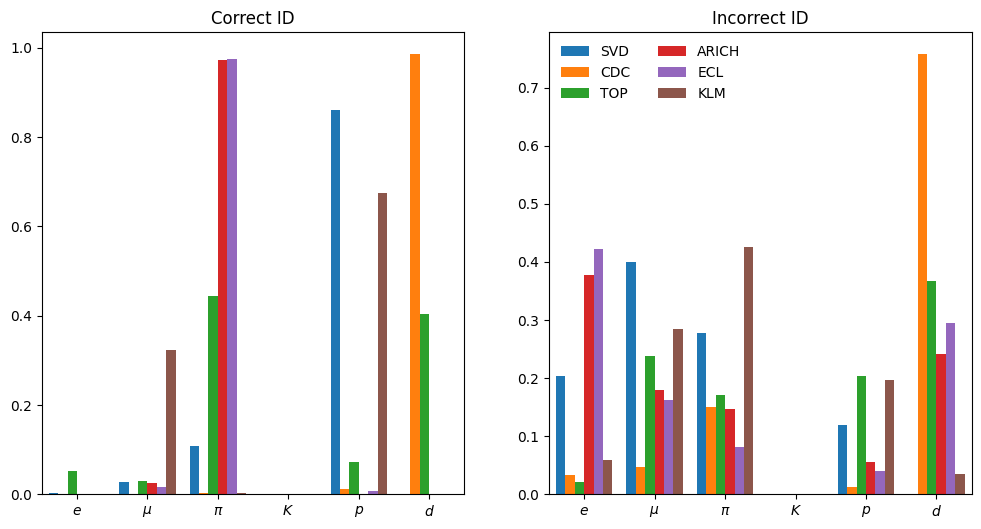 Correct ID
1.0
0.8
0.6
0.4
0.2
0.0
e μ π K p d
Incorrect ID
SVD ARICH
CDC ECL
TOP KLM
0.7
0.6
0.5
0.4
0.3
0.2
0.1
0.0
e μ π K p d